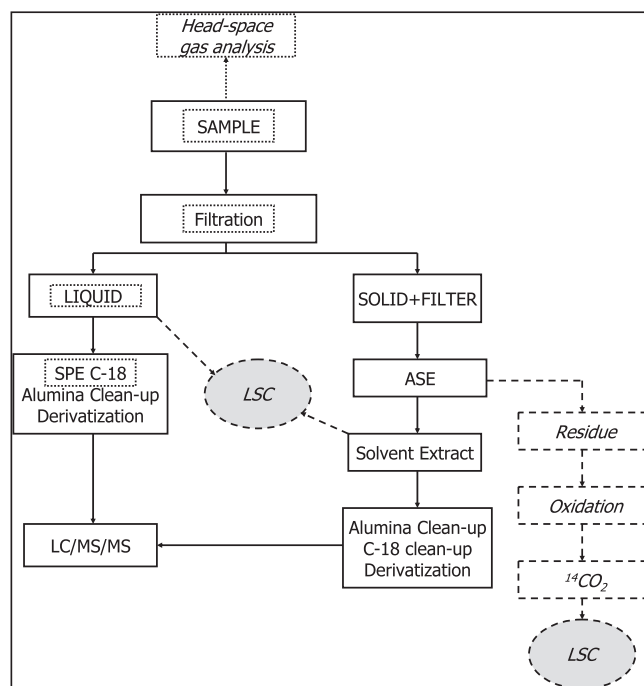 Head-space
gas analysis
SAMPLE
Filtration
LIQUID
SOLID+FILTER
SPE C-18
Alumina Clean-up
Derivatization
LSC
ASE
Residue
Solvent Extract
Oxidation
LC/MS/MS
Alumina Clean-up
C-18 clean-up
Derivatization
¹⁴CO₂
LSC